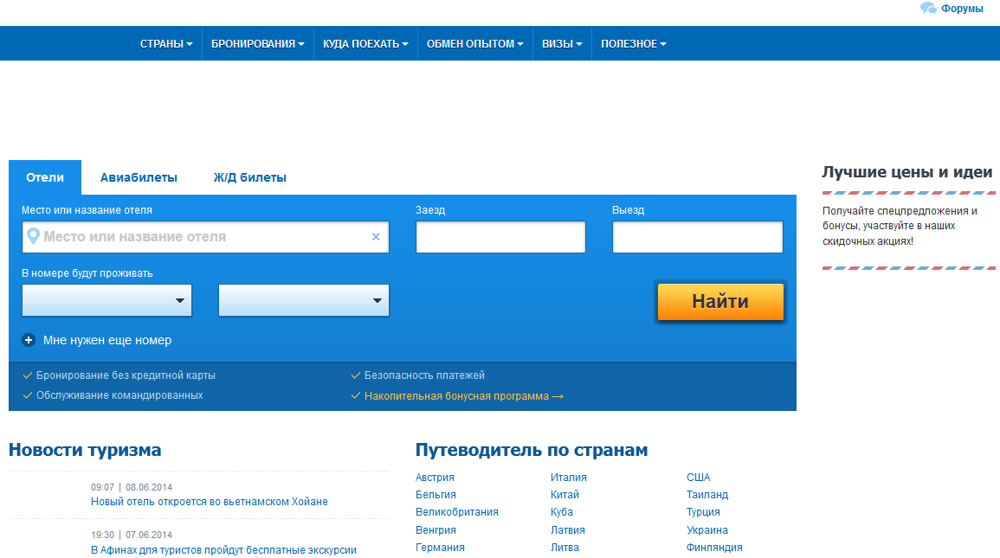 Форумы
СТРАНЫ БРОНИРОВАНИЯ КУДА ПОЕХАТЬ ОБМЕН ОПЫТОМ ВИЗЫ ПОЛЕЗНОЕ
Отели Авиабилеты Ж/Д билеты
Место или название отеля Заезд Выезд
Место или название отеля ×
В номере будут проживать
Найти
Мне нужен еще номер
Бронирование без кредитной карты Безопасность платежей
Обслуживание командированных Накопительная бонусная программа →
Лучшие цены и идеи
Получайте спецпредложения и
бонусы, участвуйте в наших
скидочных акциях!
Новости туризма
09:07 | 08.06.2014
Новый отель откроется во вьетнамском Хойане
19:30 | 07.06.2014
В Афинах для туристов пройдут бесплатные экскурсии
Путеводитель по странам
Австрия Италия США
Бельгия Китай Таиланд
Великобритания Куба Турция
Венгрия Латвия Украина
Германия Литва Финляндия